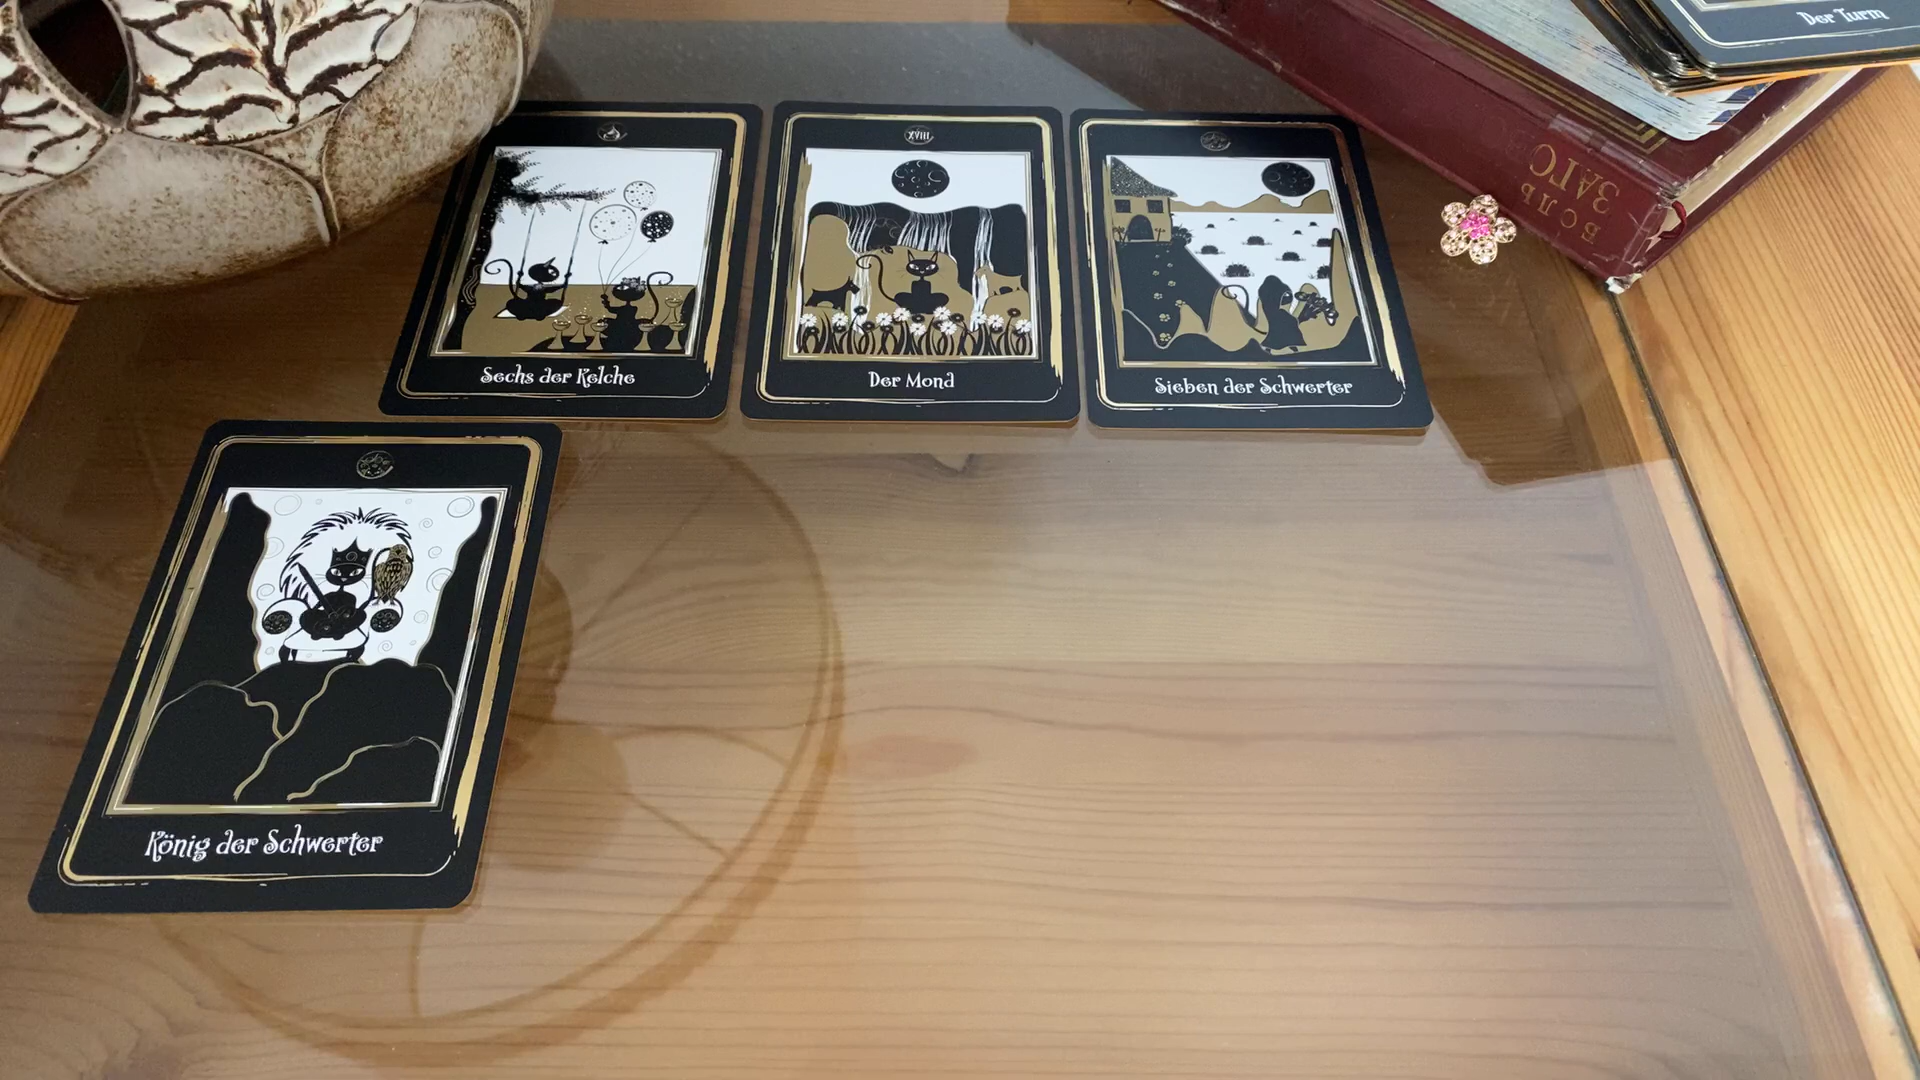 Der Turm
XVIII
Sechs der Kelche
Der Mond
Sieben der Schwerter
König der Schwerter